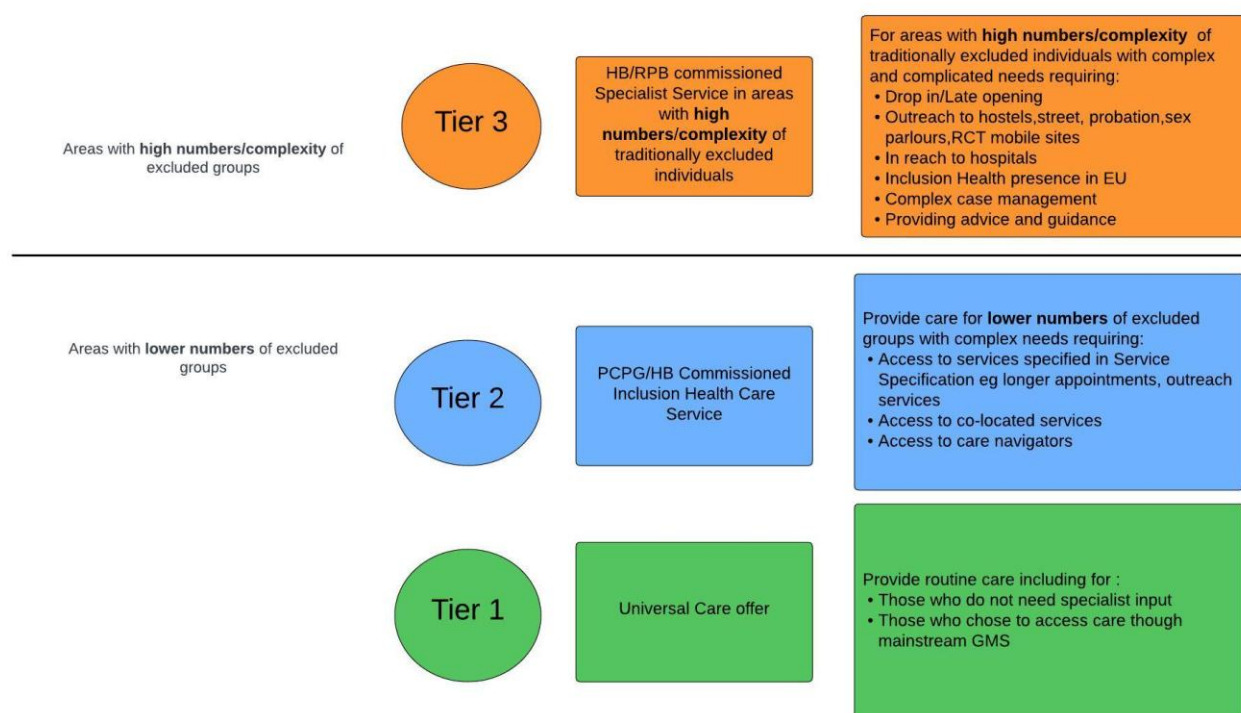 Areas with high numbers/complexity of
excluded groups
Tier 3
HB/RPB commissioned
Specialist Service in areas
with high
numbers/complexity of
traditionally excluded
individuals
For areas with high numbers/complexity of
traditionally excluded individuals with complex
and complicated needs requiring:
• Drop in/Late opening
• Outreach to hostels,street, probation,sex
parlours,RCT mobile sites
• In reach to hospitals
• Inclusion Health presence in EU
• Complex case management
• Providing advice and guidance
Areas with lower numbers of excluded
groups
Tier 2
PCPG/HB Commissioned
Inclusion Health Care
Service
Provide care for lower numbers of excluded
groups with complex needs requiring:
• Access to services specified in Service
Specification eg longer appointments, outreach
services
• Access to co-located services
• Access to care navigators
Tier 1
Universal Care offer
Provide routine care including for :
• Those who do not need specialist input
• Those who chose to access care though
mainstream GMS